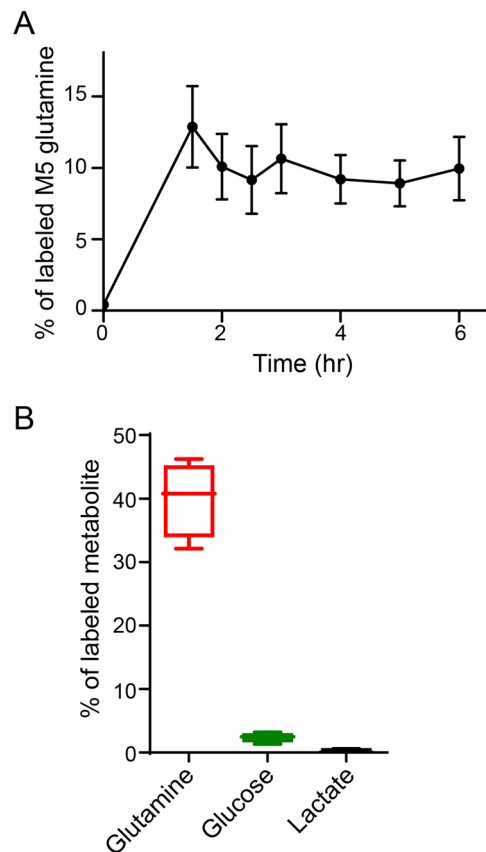 A
% of labeled M5 glutamine
15
10
5
0
0 2 4 6
Time (hr)
B
% of labeled metabolite
50
40
30
20
10
0
Glutamine
Glucose
Lactate